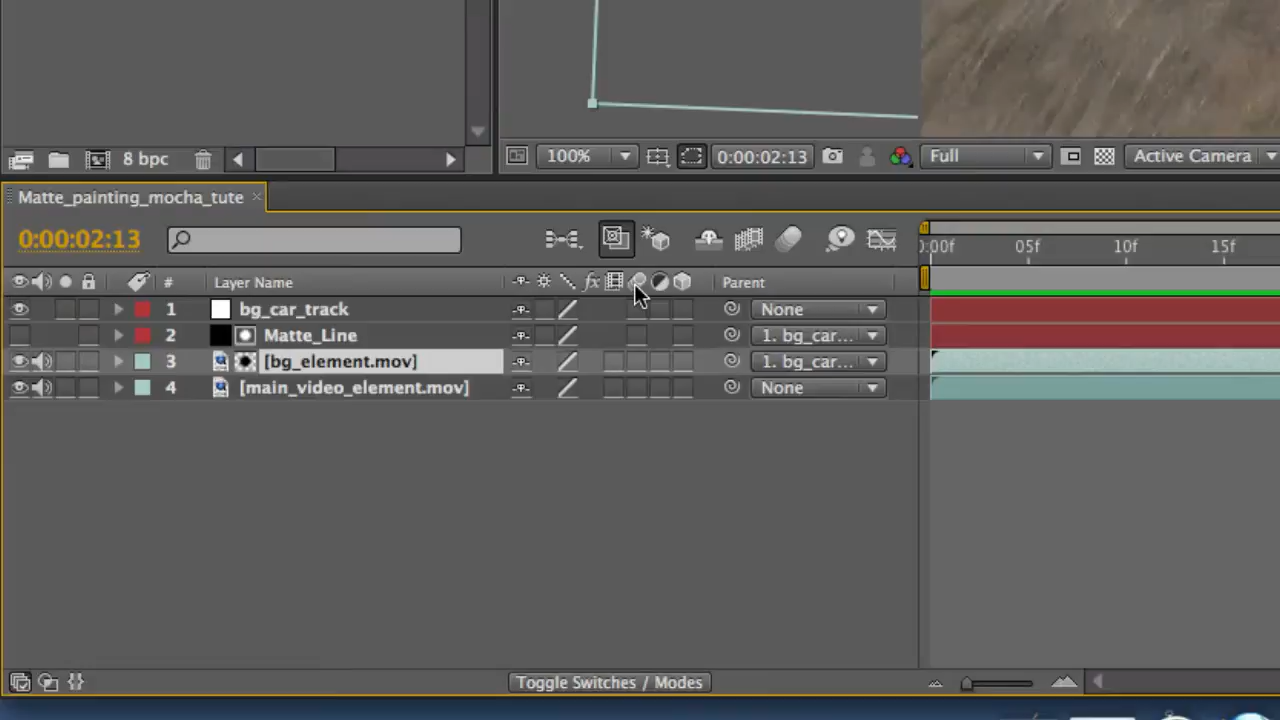 8 bpc
100%
0:00:02:13
Full
Active Camera
Matte_painting_mocha_tute
0:00:02:13
:00f 05f 10f 15f
# Layer Name fx Parent
1 bg_car_track None
2 Matte_Line 1. bg_car...
3 [bg_element.mov] 1. bg_car...
4 [main_video_element.mov] None
Toggle Switches / Modes